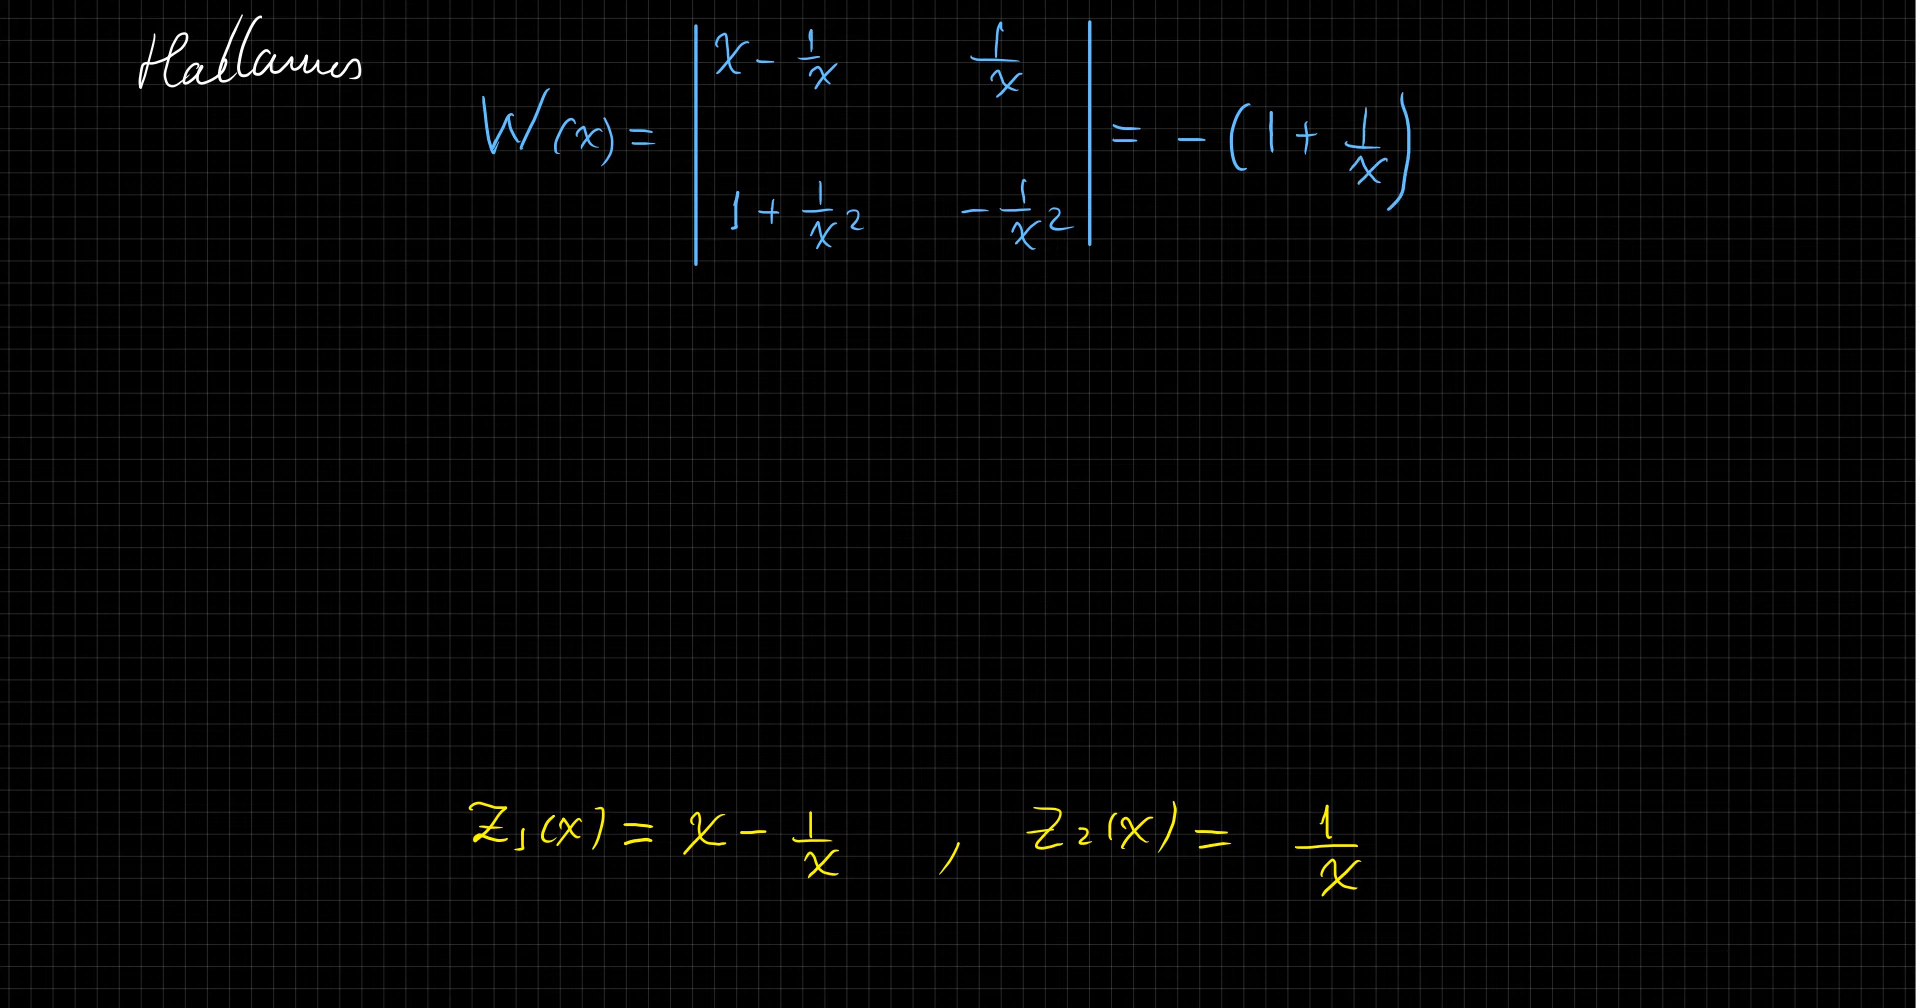 Hallamos
W(x) = | x - 1/x    1/x |
| 1 + 1/x²    - 1/x² | = - (1 + 1/x)
Z₁(x) = x - 1/x , Z₂(x) = 1/x